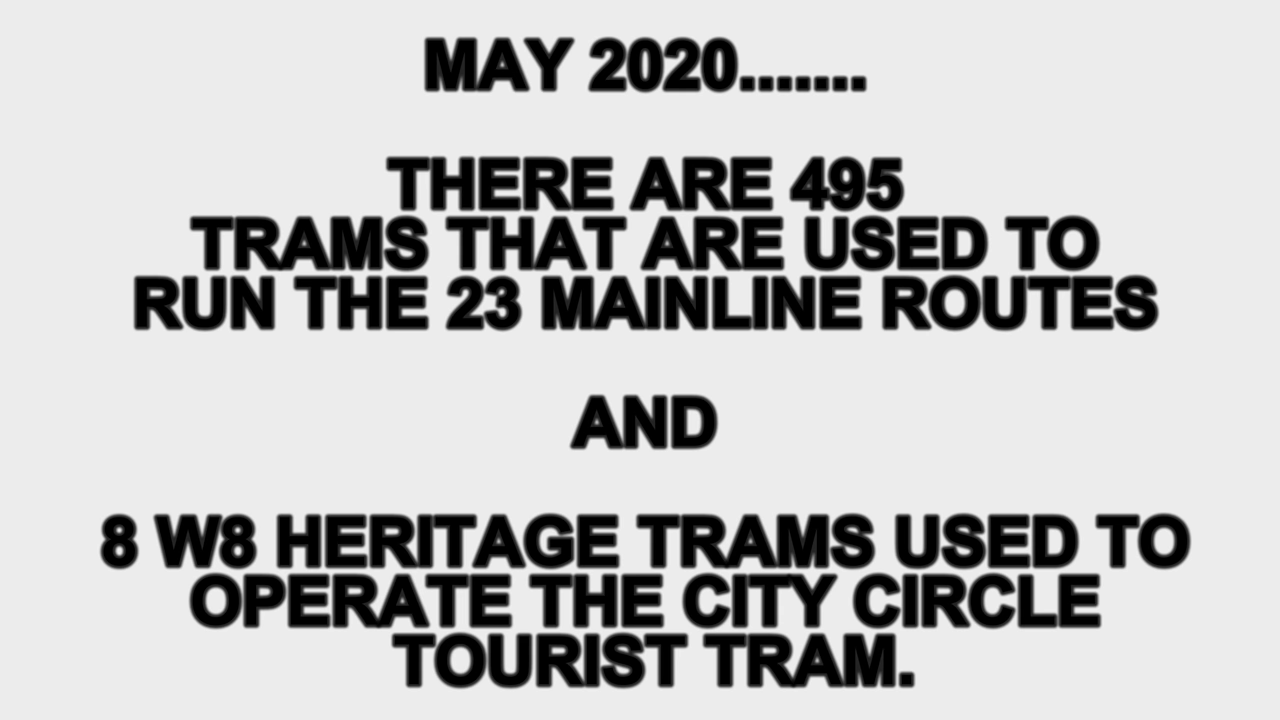 MAY 2020.......
THERE ARE 495
TRAMS THAT ARE USED TO
RUN THE 23 MAINLINE ROUTES
AND
8 W8 HERITAGE TRAMS USED TO
OPERATE THE CITY CIRCLE
TOURIST TRAM.